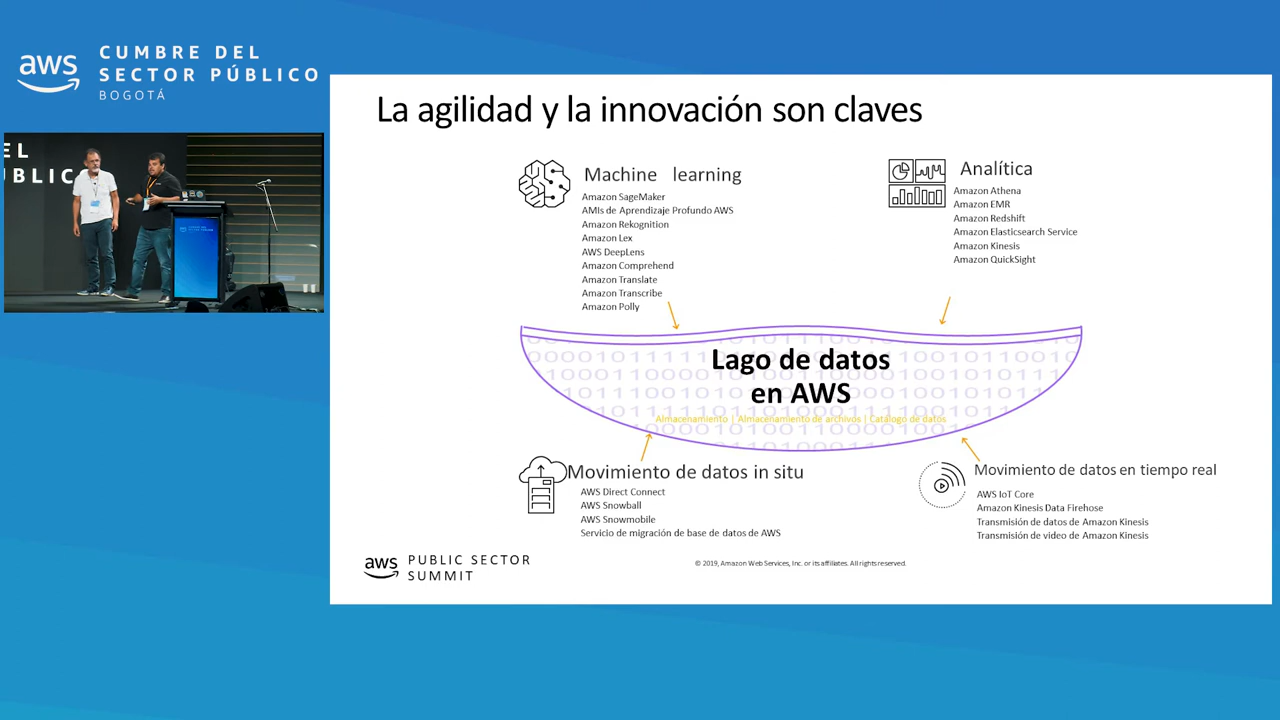 aws
CUMBRE DEL
SECTOR PÚBLICO
BOGOTÁ
La agilidad y la innovación son claves
Machine learning
Amazon SageMaker
AMIs de Aprendizaje Profundo AWS
Amazon Rekognition
Amazon Lex
AWS DeepLens
Amazon Comprehend
Amazon Translate
Amazon Transcribe
Amazon Polly
Analítica
Amazon Athena
Amazon EMR
Amazon Redshift
Amazon Elasticsearch Service
Amazon Kinesis
Amazon QuickSight
Lago de datos
en AWS
Almacenamiento | Almacenamiento de archivos | Catálogo de datos
Movimiento de datos in situ
AWS Direct Connect
AWS Snowball
AWS Snowmobile
Servicio de migración de base de datos de AWS
Movimiento de datos en tiempo real
AWS IoT Core
Amazon Kinesis Data Firehose
Transmisión de datos de Amazon Kinesis
Transmisión de video de Amazon Kinesis
aws
PUBLIC SECTOR
SUMMIT
© 2019, Amazon Web Services, Inc. or its affiliates. All rights reserved.